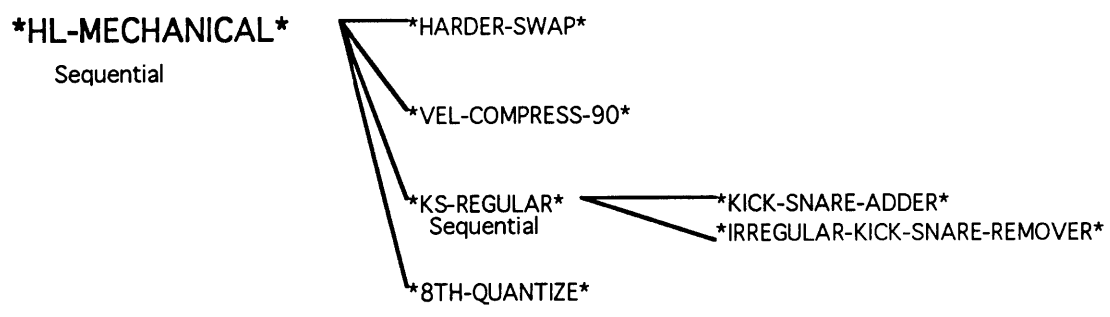 *HL-MECHANICAL*
Sequential
*HARDER-SWAP*
*VEL-COMPRESS-90*
*KS-REGULAR*
Sequential
*KICK-SNARE-ADDER*
*IRREGULAR-KICK-SNARE-REMOVER*
*8TH-QUANTIZE*